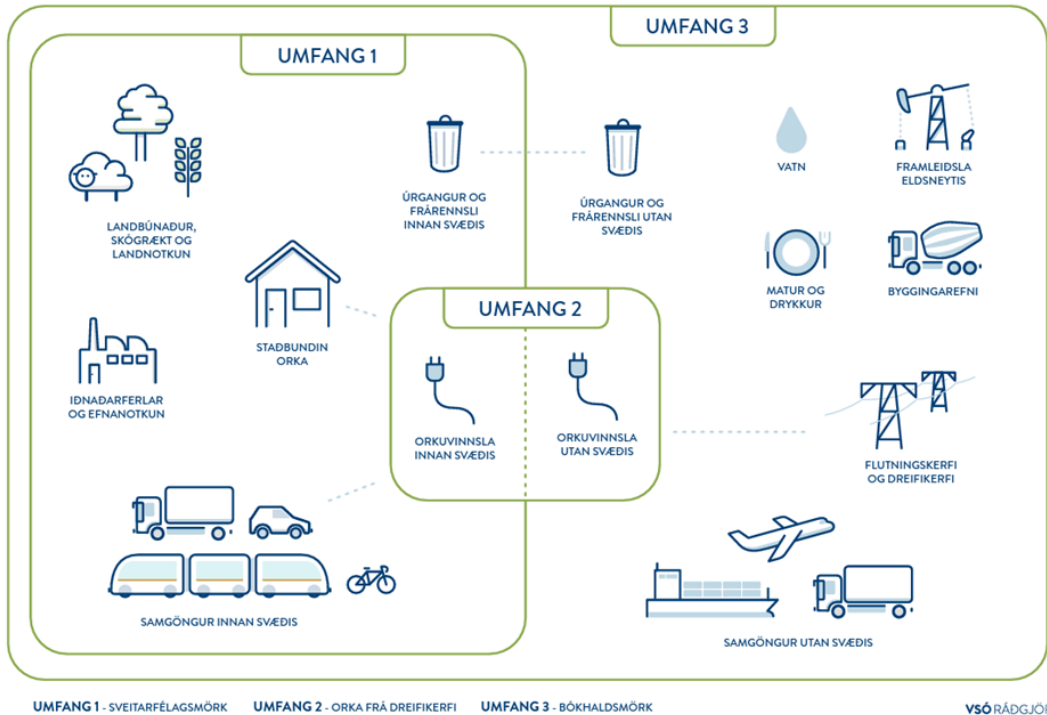 UMFANG 3
UMFANG 1
ÚRGANGUR OG
FRÁRENNSLI
INNAN SVÆÐIS
ÚRGANGUR OG
FRÁRENNSLI UTAN
SVÆÐIS
VATN
FRAMLEIÐSLA
ELDSNEYTIS
LANDBÚNAÐUR,
SKÓGRÆKT OG
LANDNOTKUN
MATUR OG
DRYKKUR
BYGGINGAREFNI
STAÐBUNDIN
ORKA
UMFANG 2
IÐNAÐARFERLAR
OG EFNANOTKUN
ORKUVINNSLA
INNAN SVÆÐIS
ORKUVINNSLA
UTAN SVÆÐIS
FLUTNINGSKERFI
OG DREIFIKERFI
SAMGÖNGUR INNAN SVÆÐIS
SAMGÖNGUR UTAN SVÆÐIS
UMFANG 1 - SVEITARFÉLAGSMÖRK UMFANG 2 - ORKA FRÁ DREIFIKERFI UMFANG 3 - BÓKHALDSMÖRK VSÓ RÁÐGJÖF